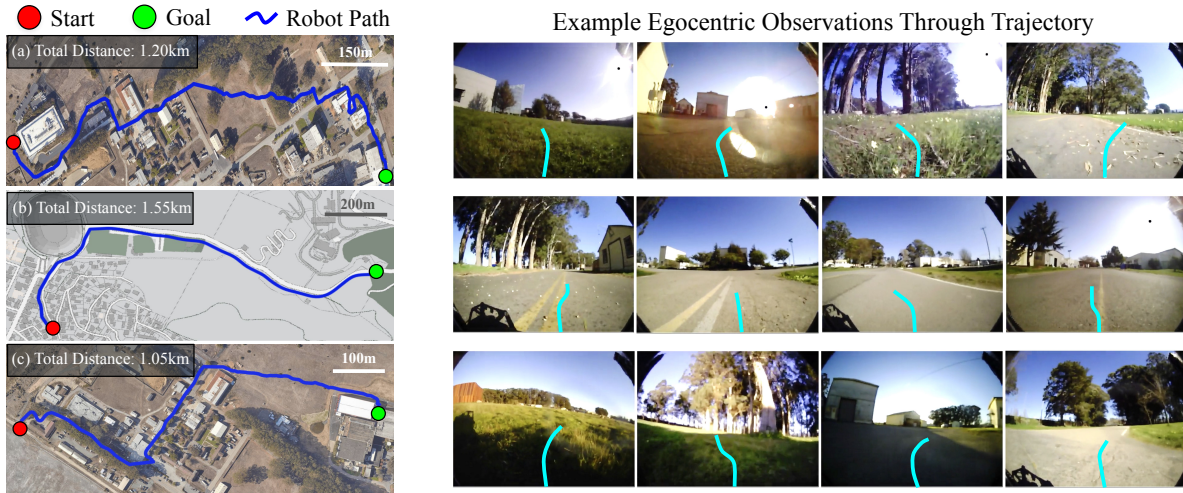 Start Goal Robot Path
Example Egocentric Observations Through Trajectory
(a) Total Distance: 1.20km
150m
(b) Total Distance: 1.55km
200m
(c) Total Distance: 1.05km
100m